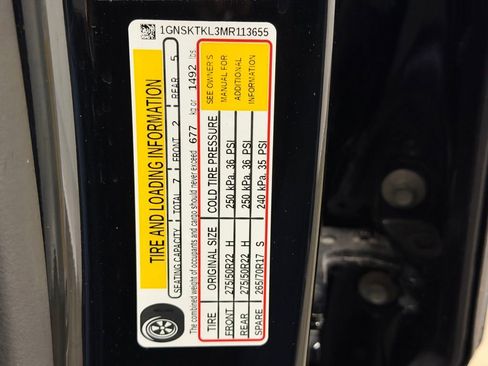 1GNSKTKL3MR113655
TIRE AND LOADING INFORMATION
SEATING CAPACITY TOTAL 7 FRONT 2 REAR 5
The combined weight of occupants and cargo should never exceed 677 kg or 1492 lbs.
TIRE ORIGINAL SIZE COLD TIRE PRESSURE
FRONT 275/50R22 H 250 kPa, 36 PSI
REAR 275/50R22 H 250 kPa, 36 PSI
SPARE 265/70R17 S 240 kPa, 35 PSI
SEE OWNER'S
MANUAL FOR
ADDITIONAL
INFORMATION